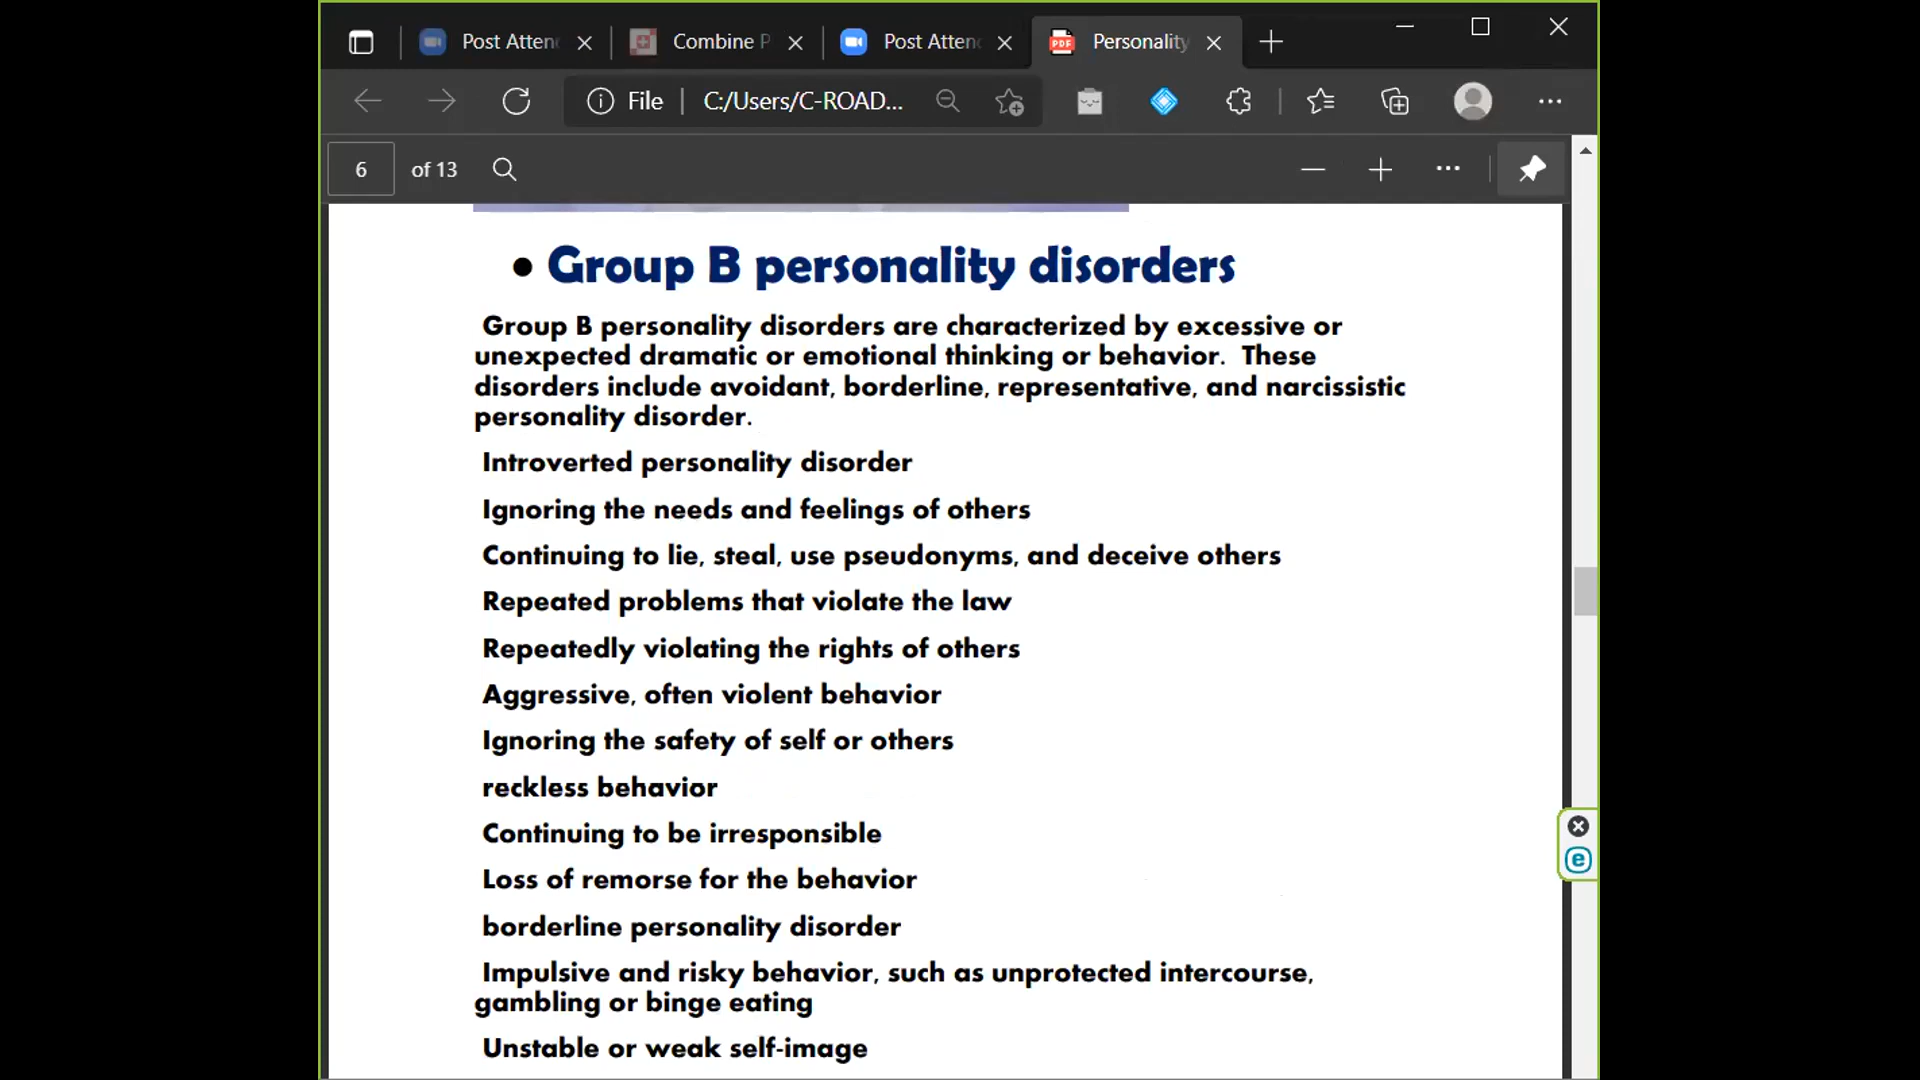 Post Atten
Combine P
Post Atten
Personality
File
C:/Users/C-ROAD...
6
of 13
• Group B personality disorders
Group B personality disorders are characterized by excessive or
unexpected dramatic or emotional thinking or behavior. These
disorders include avoidant, borderline, representative, and narcissistic
personality disorder.
Introverted personality disorder
Ignoring the needs and feelings of others
Continuing to lie, steal, use pseudonyms, and deceive others
Repeated problems that violate the law
Repeatedly violating the rights of others
Aggressive, often violent behavior
Ignoring the safety of self or others
reckless behavior
Continuing to be irresponsible
Loss of remorse for the behavior
borderline personality disorder
Impulsive and risky behavior, such as unprotected intercourse,
gambling or binge eating
Unstable or weak self-image